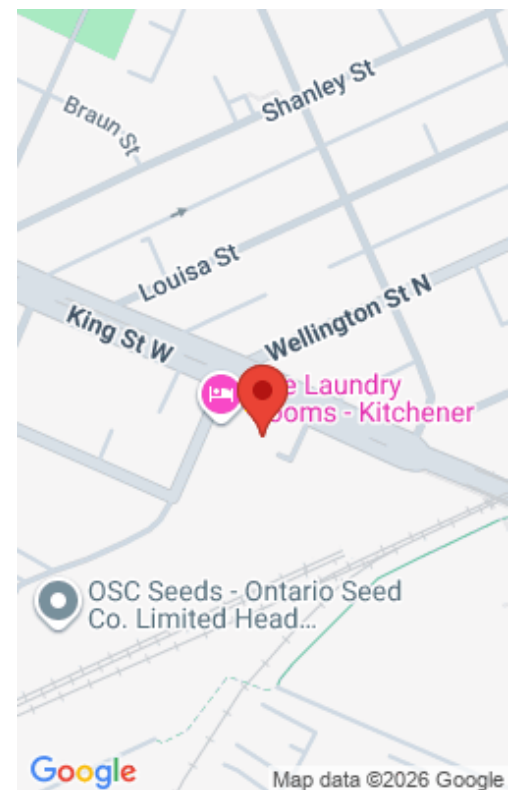 Shanley St
Braun St
Louisa St
Wellington St N
King St W
Laundry
ooms - Kitchener
OSC Seeds - Ontario Seed
Co. Limited Head...
Google
Map data ©2026 Google